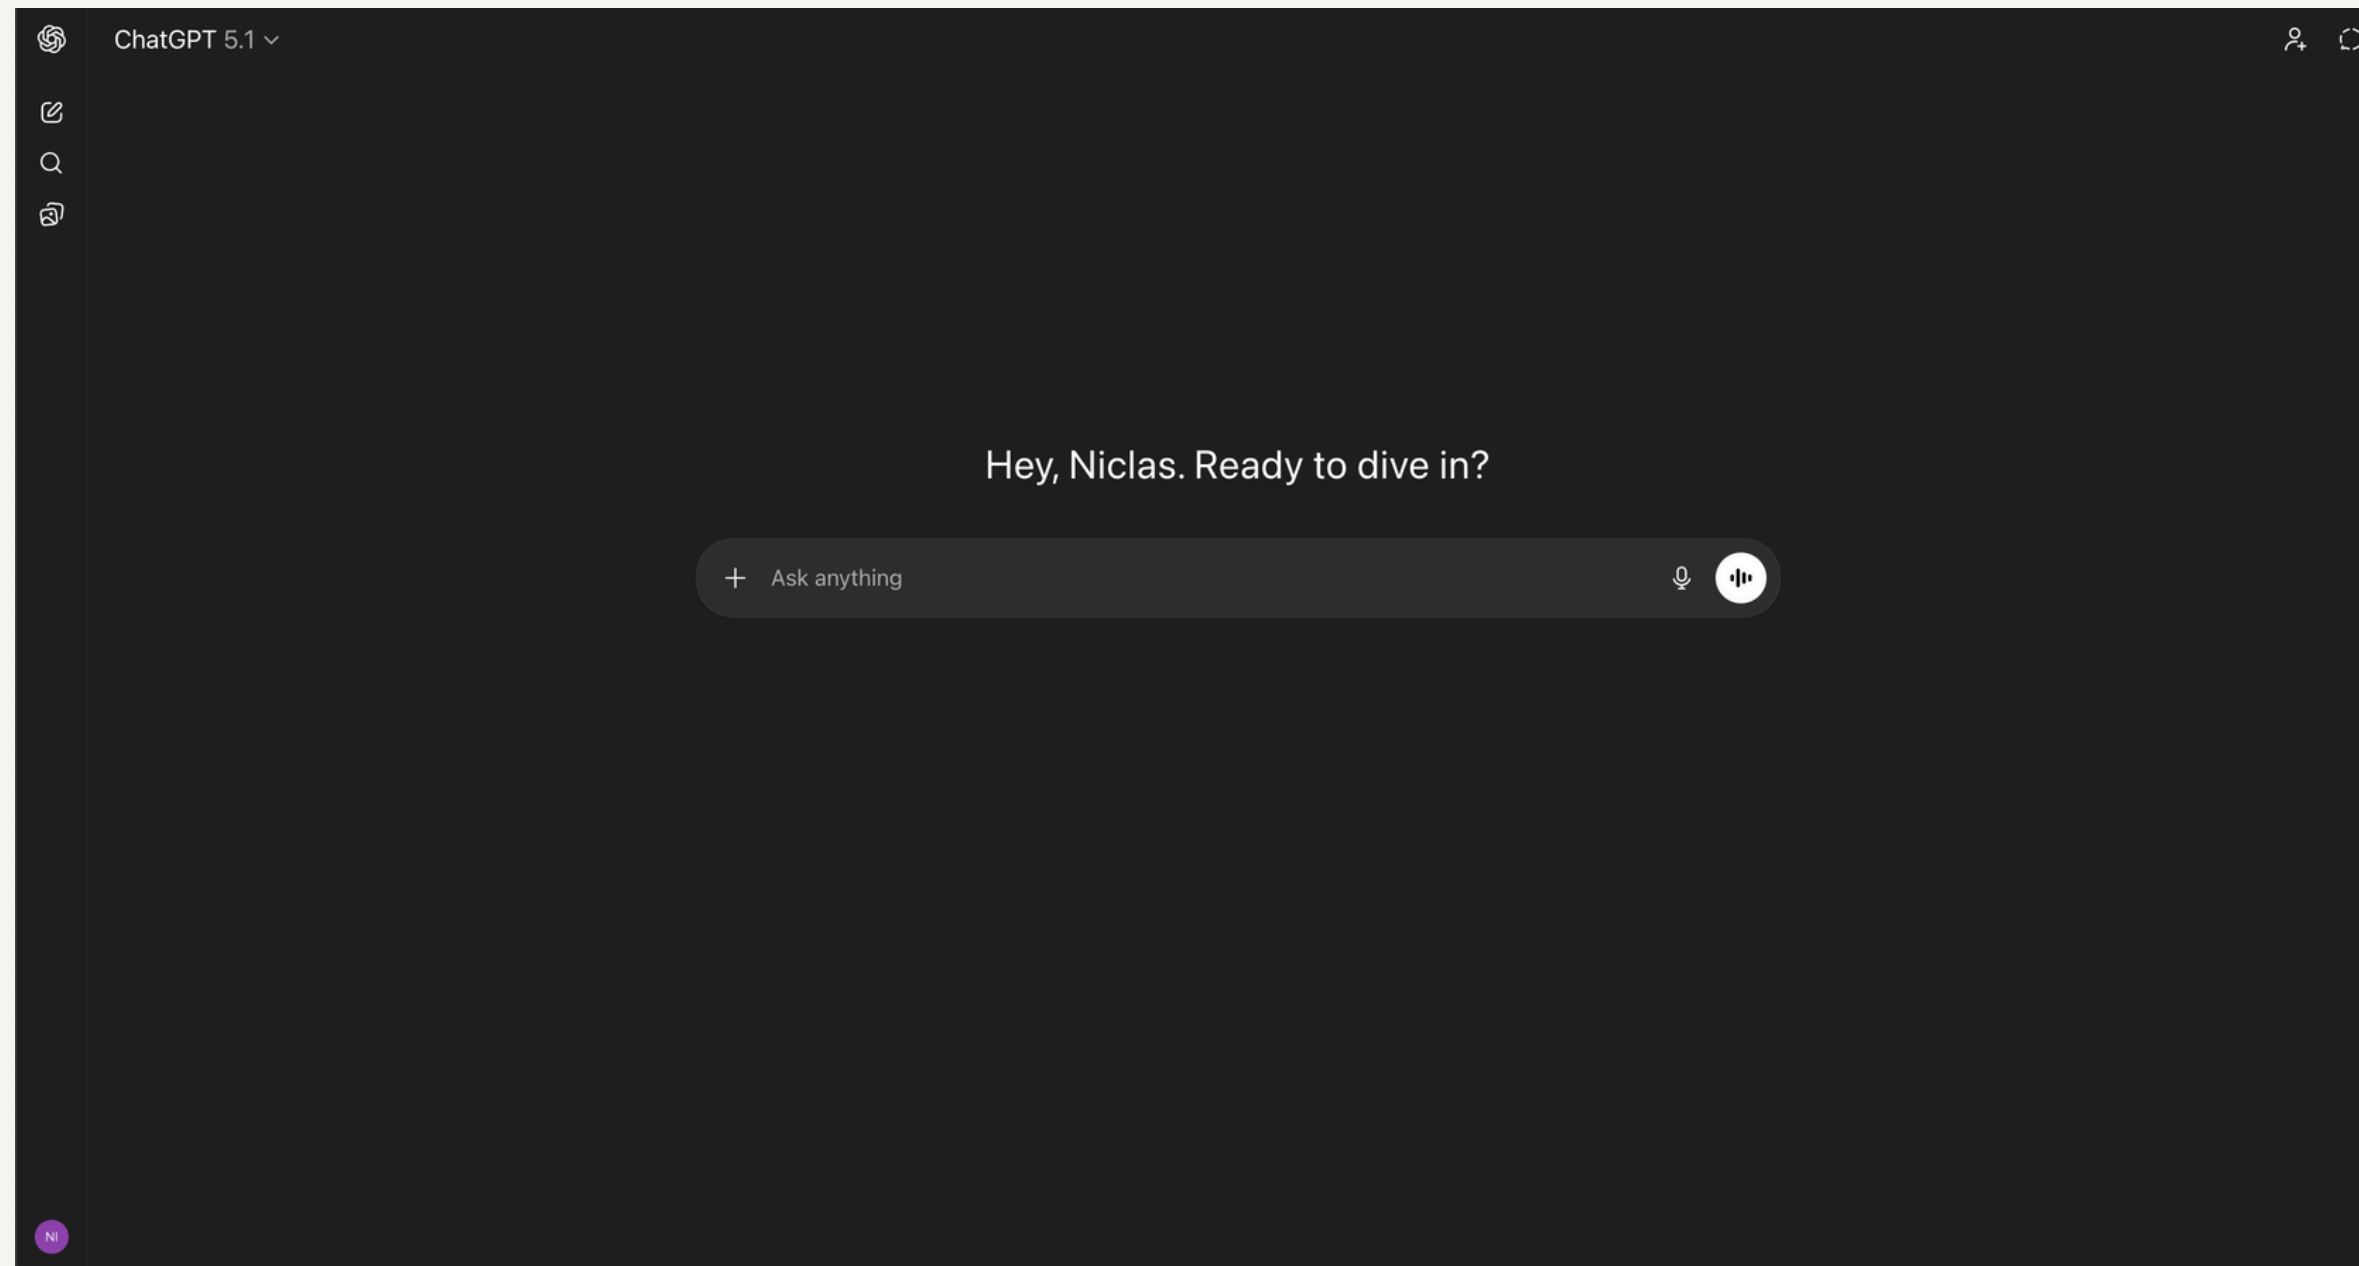 ChatGPT 5.1
Hey, Niclas. Ready to dive in?
Ask anything
NI